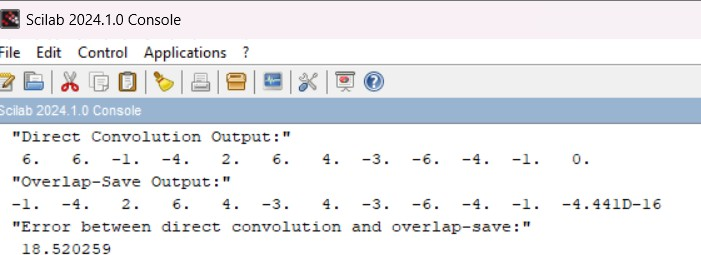 Scilab 2024.1.0 Console
File Edit Control Applications ?
Scilab 2024.1.0 Console
"Direct Convolution Output:"
6. 6. -1. -4. 2. 6. 4. -3. -6. -4. -1. 0.
"Overlap-Save Output:"
-1. -4. 2. 6. 4. -3. 4. -3. -6. -4. -1. -4.441D-16
"Error between direct convolution and overlap-save:"
18.520259